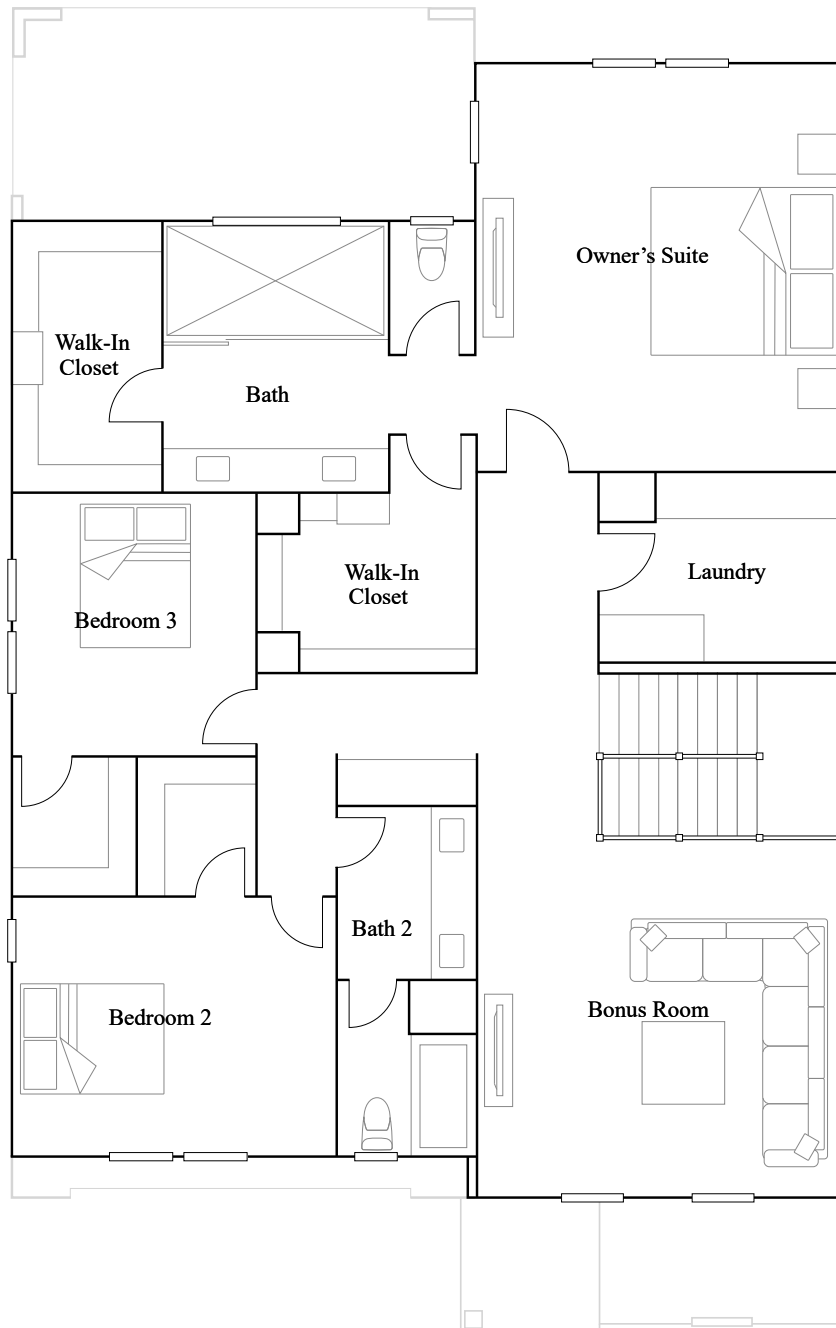 Owner’s Suite
Walk-In
Closet
Bath
Walk-In
Closet
Laundry
Bedroom 3
Bath 2
Bedroom 2
Bonus Room